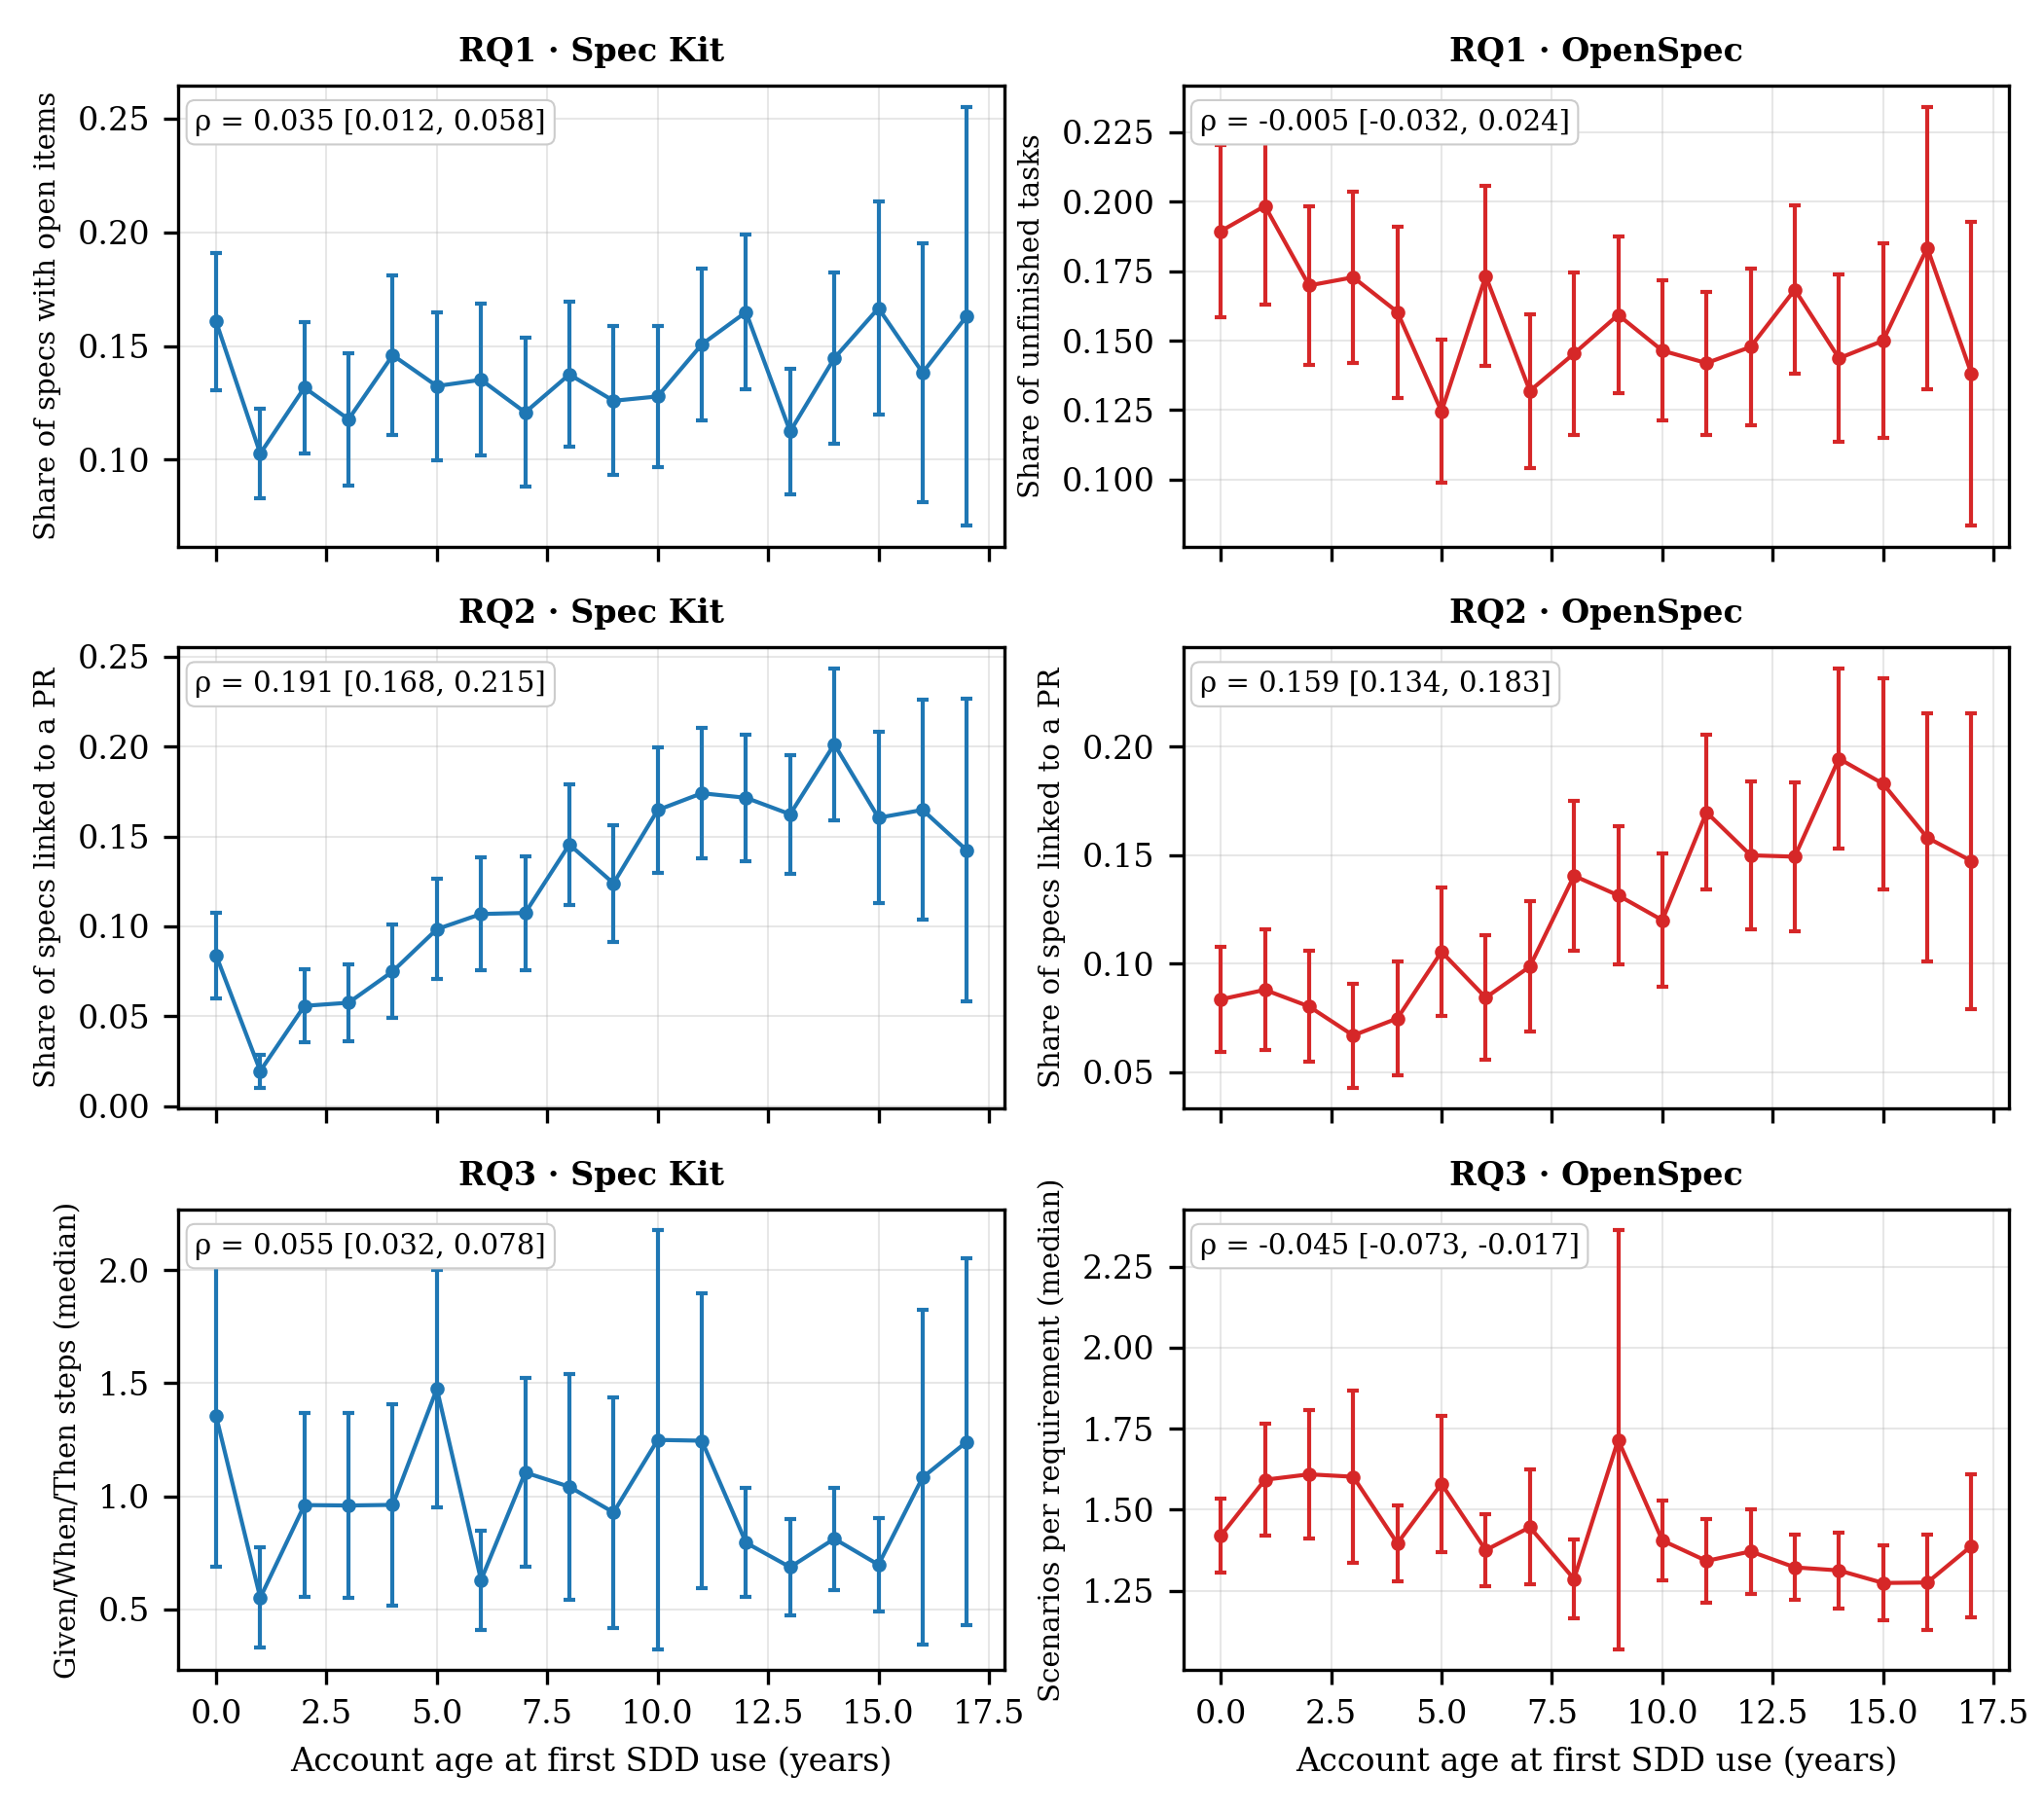 RQ1 · Spec Kit
ρ = 0.035 [0.012, 0.058]
Share of specs with open items
0.25
0.20
0.15
0.10
RQ1 · OpenSpec
ρ = -0.005 [-0.032, 0.024]
Share of unfinished tasks
0.225
0.200
0.175
0.150
0.125
0.100
RQ2 · Spec Kit
ρ = 0.191 [0.168, 0.215]
Share of specs linked to a PR
0.25
0.20
0.15
0.10
0.05
0.00
RQ2 · OpenSpec
ρ = 0.159 [0.134, 0.183]
Share of specs linked to a PR
0.20
0.15
0.10
0.05
RQ3 · Spec Kit
ρ = 0.055 [0.032, 0.078]
Given/When/Then steps (median)
2.0
1.5
1.0
0.5
0.0 2.5 5.0 7.5 10.0 12.5 15.0 17.5
Account age at first SDD use (years)
RQ3 · OpenSpec
ρ = -0.045 [-0.073, -0.017]
Scenarios per requirement (median)
2.25
2.00
1.75
1.50
1.25
0.0 2.5 5.0 7.5 10.0 12.5 15.0 17.5
Account age at first SDD use (years)